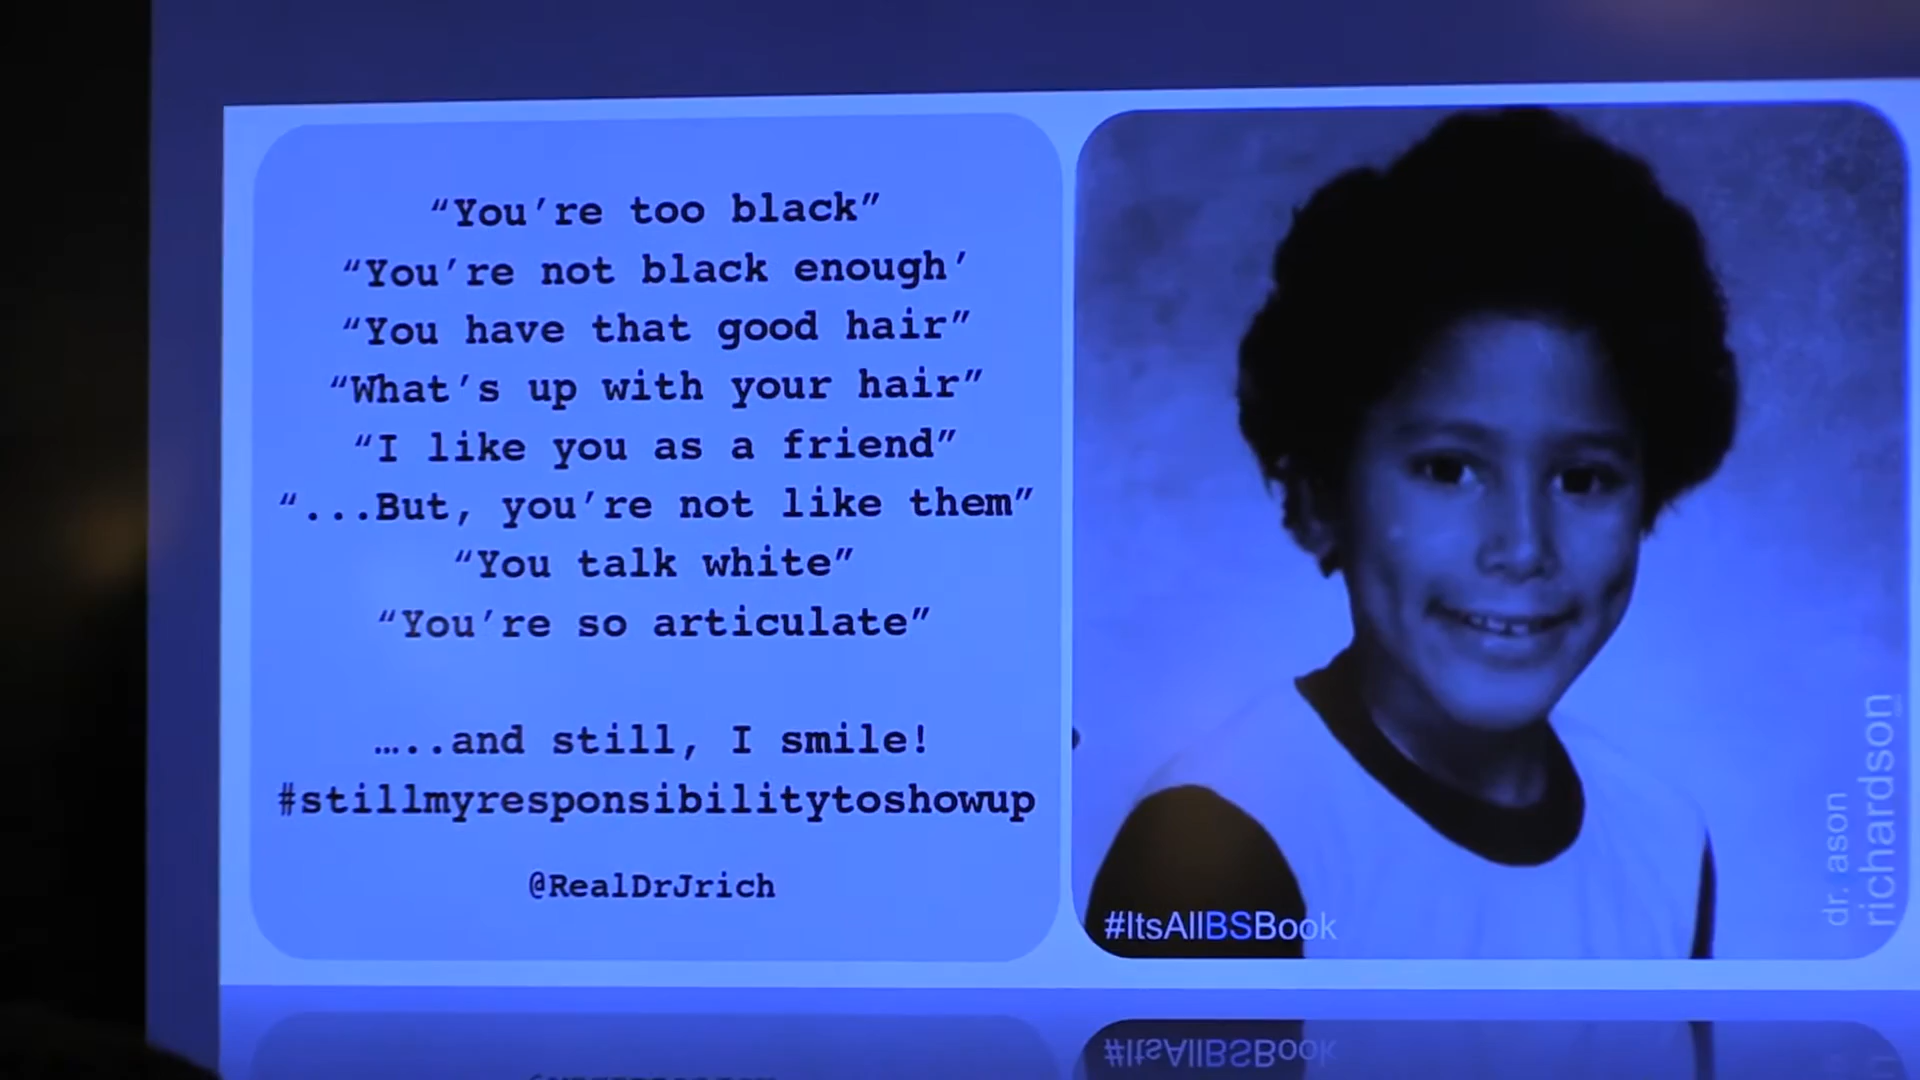 “You’re too black”
“You’re not black enough’
“You have that good hair”
“What’s up with your hair”
“I like you as a friend”
“...But, you’re not like them”
“You talk white”
“You’re so articulate”
…..and still, I smile!
#stillmyresponsibilitytoshowup
@RealDrJrich
#ItsAllBSBook
dr. ason
richardson
#ItsAllBSBook